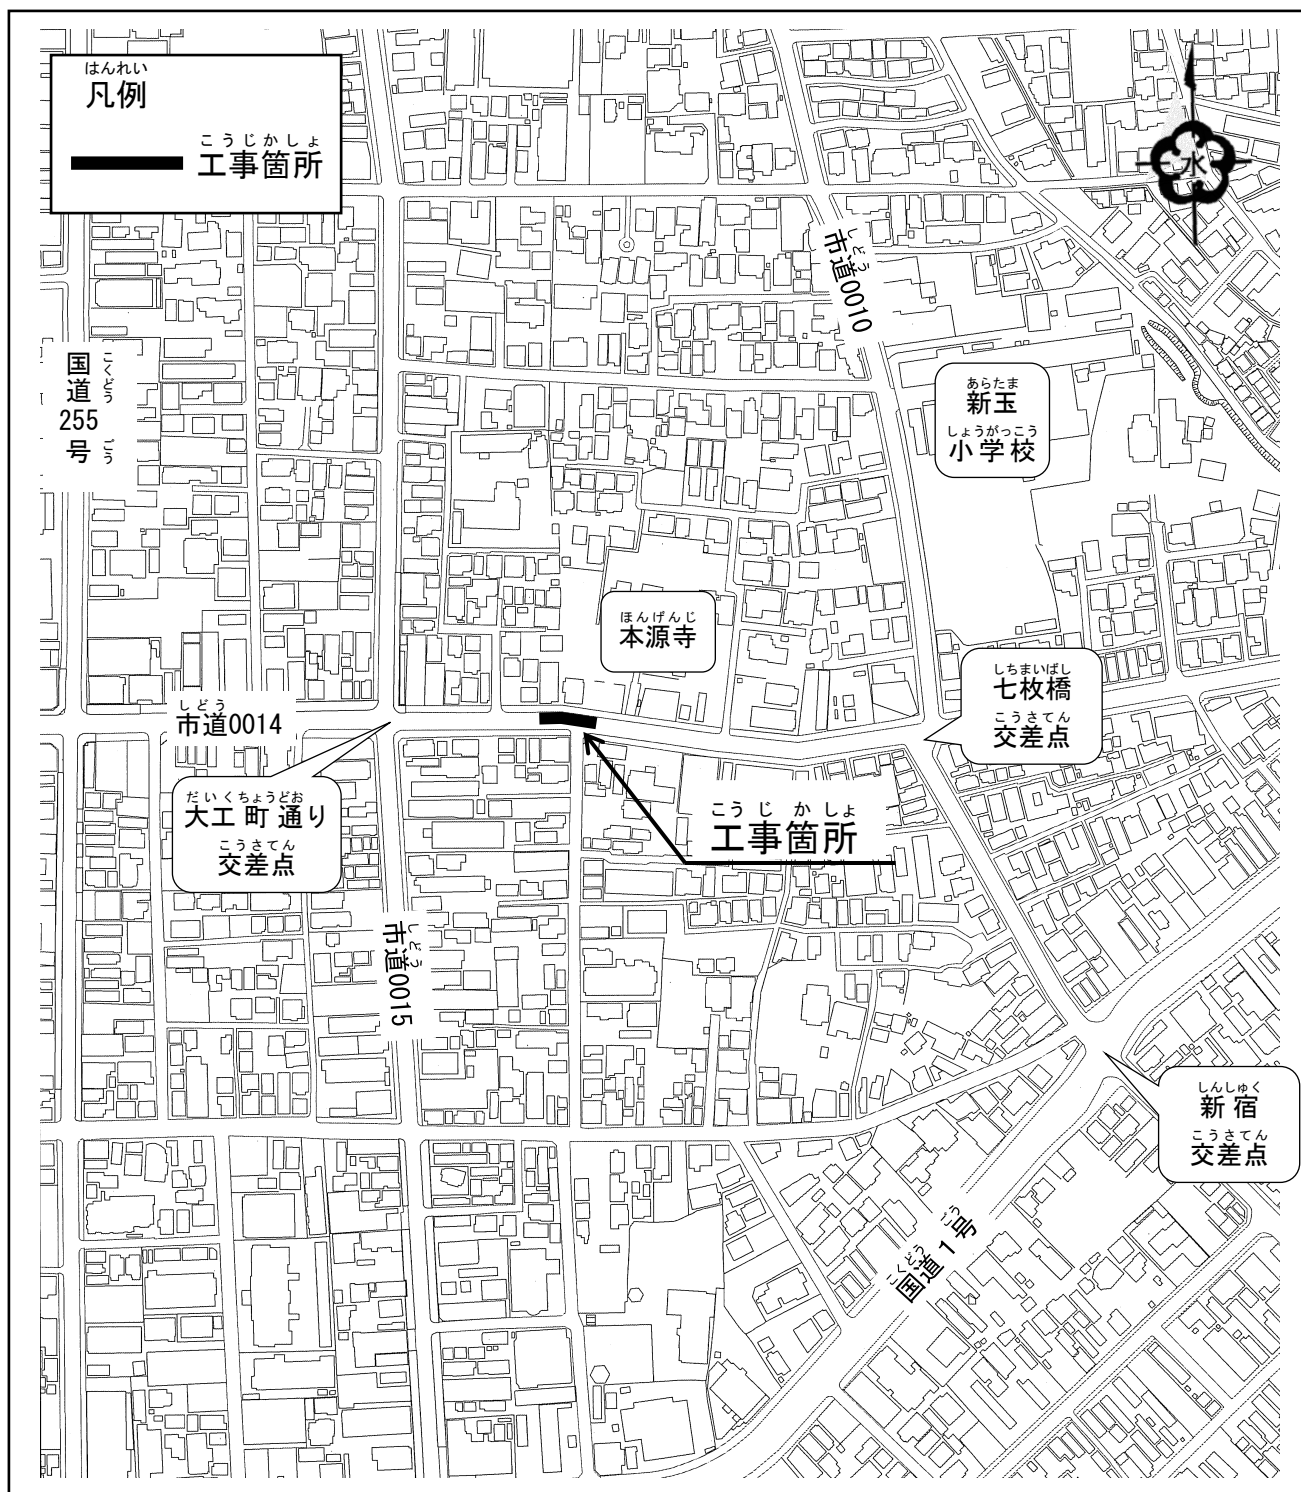 はんれい
凡例
こうじかしょ
工事箇所
水
しどう
市道0010
国道255号
こくどう ごう
あらたま
新玉
しょうがっこう
小学校
ほんげんじ
本源寺
しちまいばし
七枚橋
こうさてん
交差点
しどう
市道0014
だいくちょうどお
大工町通り
こうさてん
交差点
こうじかしょ
工事箇所
しどう
市道0015
しんしゅく
新宿
こうさてん
交差点
こくどう ごう
国道1号